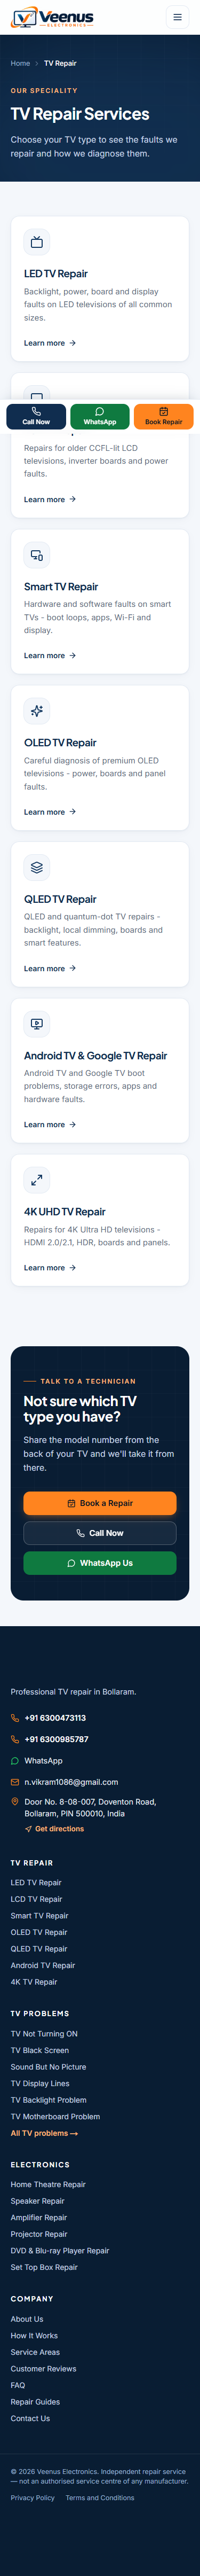 Veenus
ELECTRONICS
Home > TV Repair
OUR SPECIALITY
TV Repair Services
Choose your TV type to see the faults we
repair and how we diagnose them.
LED TV Repair
Backlight, power, board and display
faults on LED televisions of all common
sizes.
Learn more →
Call Now
WhatsApp
Book Repair
Repairs for older CCFL-lit LCD
televisions, inverter boards and power
faults.
Learn more →
Smart TV Repair
Hardware and software faults on smart
TVs - boot loops, apps, Wi-Fi and
display.
Learn more →
OLED TV Repair
Careful diagnosis of premium OLED
televisions - power, boards and panel
faults.
Learn more →
QLED TV Repair
QLED and quantum-dot TV repairs -
backlight, local dimming, boards and
smart features.
Learn more →
Android TV & Google TV Repair
Android TV and Google TV boot
problems, storage errors, apps and
hardware faults.
Learn more →
4K UHD TV Repair
Repairs for 4K Ultra HD televisions -
HDMI 2.0/2.1, HDR, boards and panels.
Learn more →
TALK TO A TECHNICIAN
Not sure which TV
type you have?
Share the model number from the
back of your TV and we'll take it from
there.
Book a Repair
Call Now
WhatsApp Us
Professional TV repair in Bollaram.
+91 6300473113
+91 6300985787
WhatsApp
n.vikram1086@gmail.com
Door No. 8-08-007, Doventon Road,
Bollaram, PIN 500010, India
Get directions
TV REPAIR
LED TV Repair
LCD TV Repair
Smart TV Repair
OLED TV Repair
QLED TV Repair
Android TV Repair
4K TV Repair
TV PROBLEMS
TV Not Turning ON
TV Black Screen
Sound But No Picture
TV Display Lines
TV Backlight Problem
TV Motherboard Problem
All TV problems →
ELECTRONICS
Home Theatre Repair
Speaker Repair
Amplifier Repair
Projector Repair
DVD & Blu-ray Player Repair
Set Top Box Repair
COMPANY
About Us
How It Works
Service Areas
Customer Reviews
FAQ
Repair Guides
Contact Us
© 2026 Veenus Electronics. Independent repair service
— not an authorised service centre of any manufacturer.
Privacy Policy
Terms and Conditions